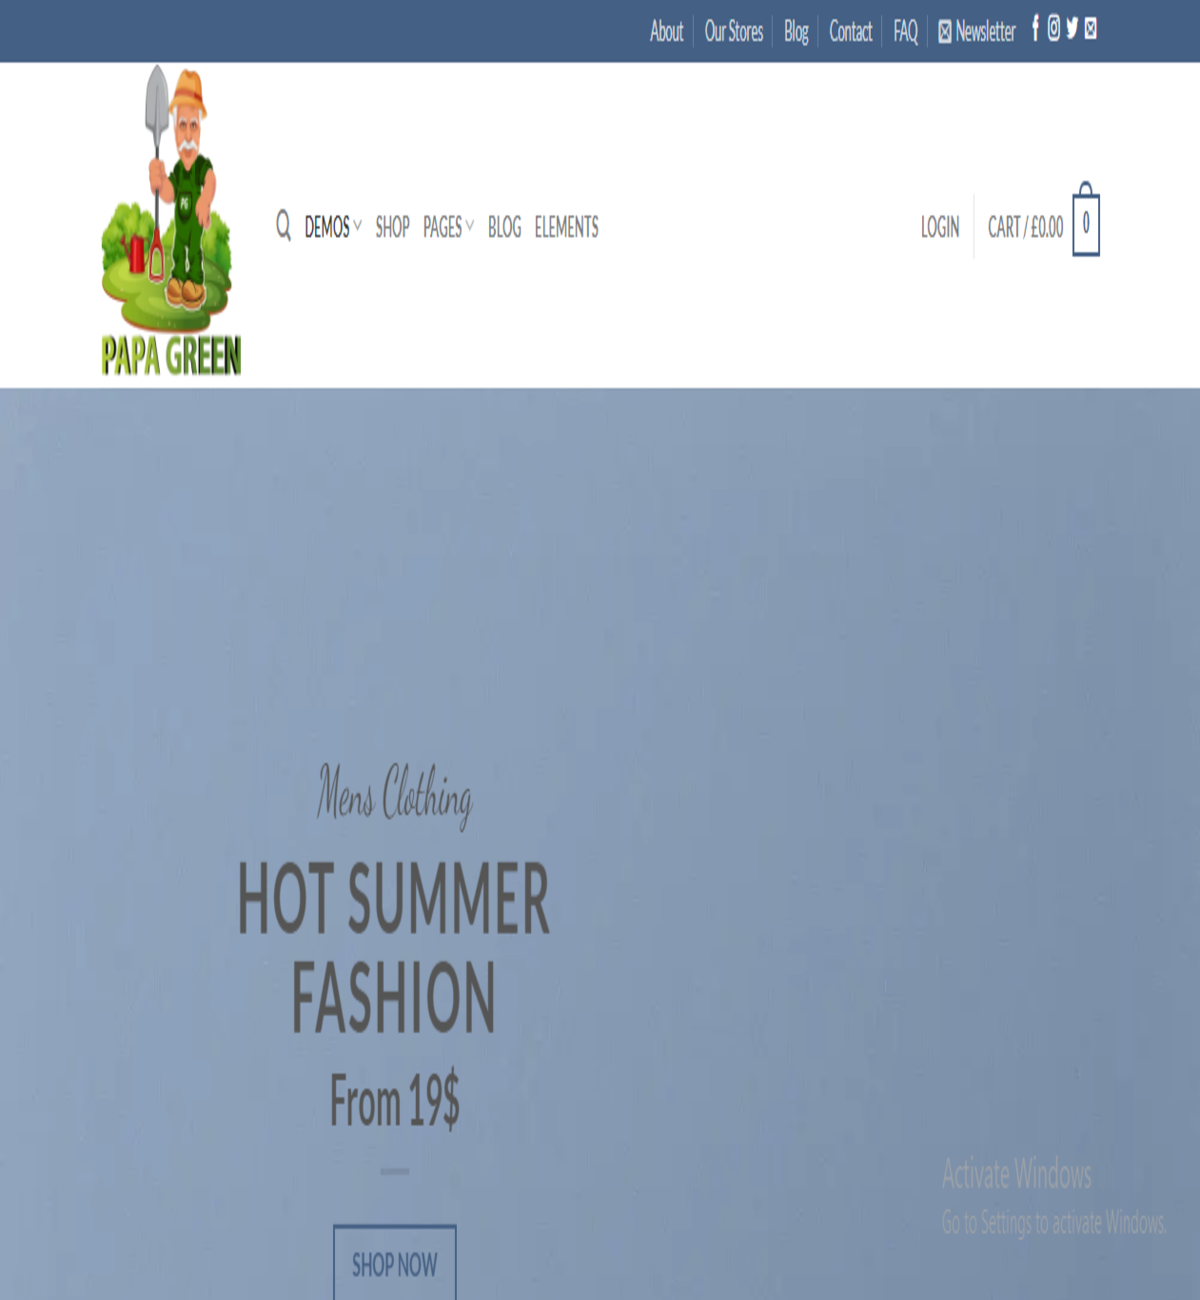 About Our Stores Blog Contact FAQ Newsletter
PG
PAPA GREEN
DEMOS SHOP PAGES BLOG ELEMENTS
LOGIN CART / £0.00 0
Mens Clothing
HOT SUMMER
FASHION
From 19$
SHOP NOW
Activate Windows
Go to Settings to activate Windows.